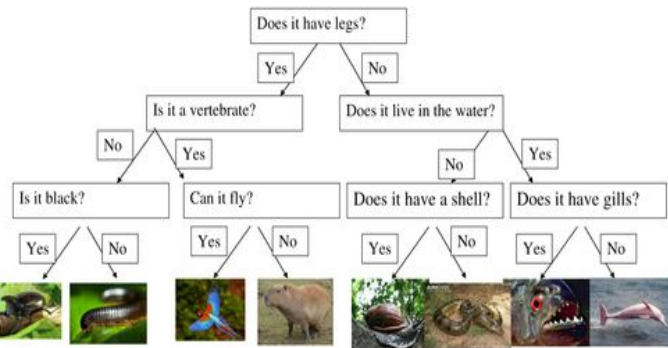 Does it have legs?
Yes
No
Is it a vertebrate?
Does it live in the water?
No
Yes
No
Yes
Is it black?
Can it fly?
Does it have a shell?
Does it have gills?
Yes
No
Yes
No
Yes
No
Yes
No